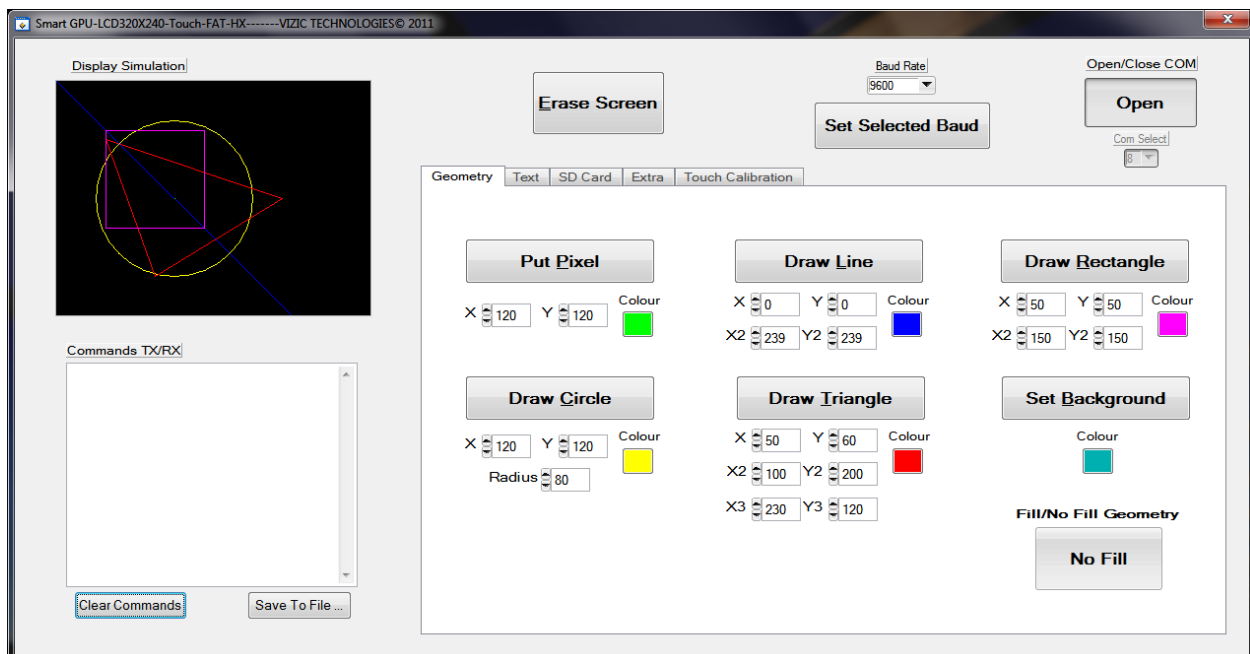 Smart GPU-LCD320X240-Touch-FAT-HX-------VIZIC TECHNOLOGIES© 2011
Display Simulation
Erase Screen
Baud Rate
9600
Set Selected Baud
Open/Close COM
Open
Com Select
8
Geometry Text SD Card Extra Touch Calibration
Put Pixel
X 120 Y 120 Colour
Draw Line
X 0 Y 0 Colour
X2 239 Y2 239
Draw Rectangle
X 50 Y 50 Colour
X2 150 Y2 150
Commands TX/RX
Draw Circle
X 120 Y 120 Colour
Radius 80
Draw Triangle
X 50 Y 60 Colour
X2 100 Y2 200
X3 230 Y3 120
Set Background
Colour
Fill/No Fill Geometry
No Fill
Clear Commands
Save To File ...